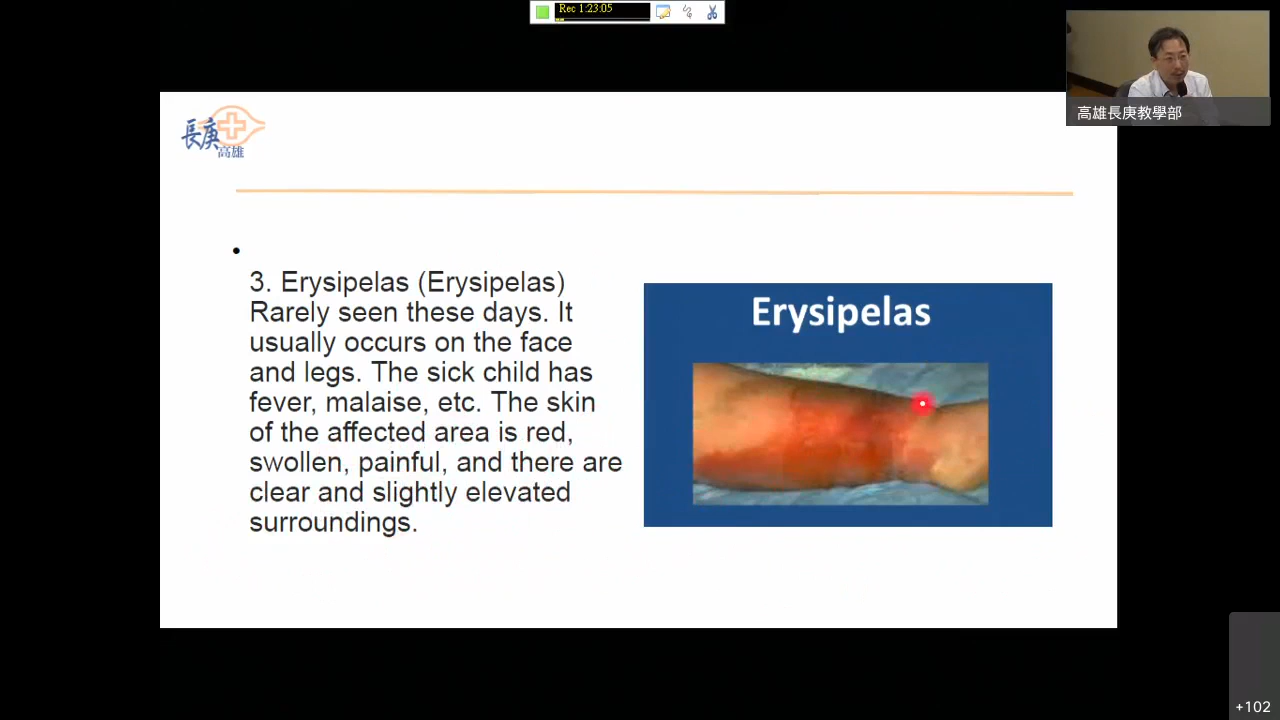 Rec 1:23:05
高雄長庚教學部
長庚
高雄
•
3. Erysipelas (Erysipelas)
Rarely seen these days. It
usually occurs on the face
and legs. The sick child has
fever, malaise, etc. The skin
of the affected area is red,
swollen, painful, and there are
clear and slightly elevated
surroundings.
Erysipelas
+102